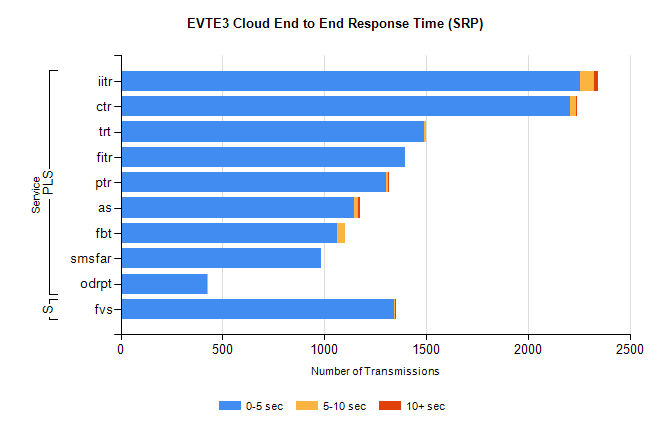 EVTE3 Cloud End to End Response Time (SRP)
Service
PLS
LS
iitr
ctr
trt
fitr
ptr
as
fbt
smsfar
odrpt
fvs
0 500 1000 1500 2000 2500
Number of Transmissions
0-5 sec 5-10 sec 10+ sec